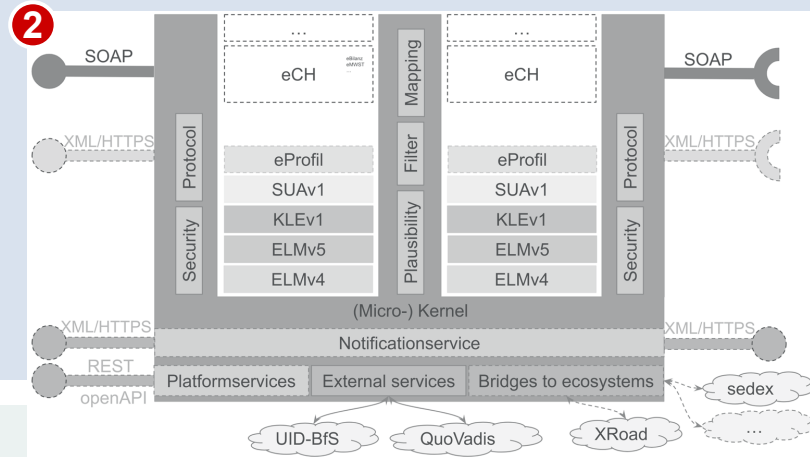 2
...
...
SOAP
eCH
eBilanz
eMWST
...
Mapping
eCH
SOAP
XML/HTTPS
Protocol
eProfil
Filter
eProfil
Protocol
XML/HTTPS
SUAv1
SUAv1
Security
KLEv1
Plausibility
KLEv1
Security
ELMv5
ELMv5
ELMv4
ELMv4
(Micro-) Kernel
XML/HTTPS
Notificationservice
XML/HTTPS
REST
openAPI
Platformservices
External services
Bridges to ecosystems
sedex
UID-BfS
QuoVadis
XRoad
...